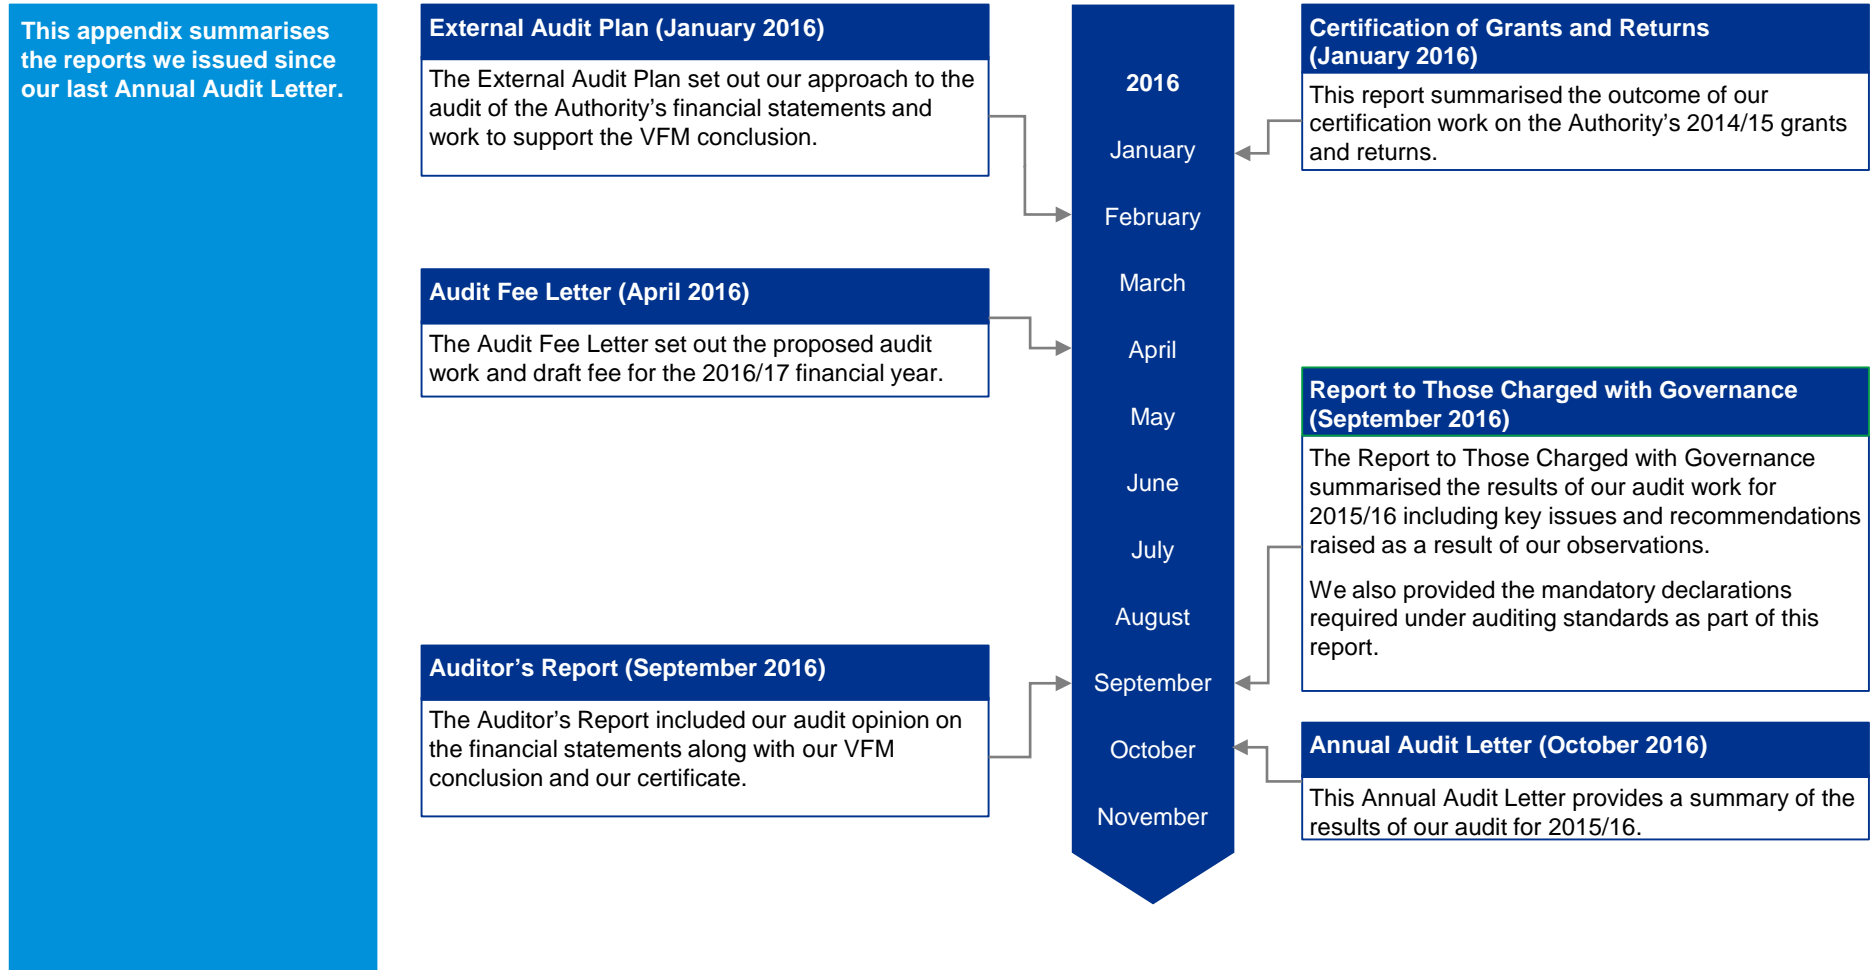 This appendix summarises
the reports we issued since
our last Annual Audit Letter.
External Audit Plan (January 2016)
The External Audit Plan set out our approach to the
audit of the Authority's financial statements and
work to support the VFM conclusion.
Audit Fee Letter (April 2016)
The Audit Fee Letter set out the proposed audit
work and draft fee for the 2016/17 financial year.
Auditor's Report (September 2016)
The Auditor's Report included our audit opinion on
the financial statements along with our VFM
conclusion and our certificate.
2016
January
February
March
April
May
June
July
August
September
October
November
Certification of Grants and Returns
(January 2016)
This report summarised the outcome of our
certification work on the Authority's 2014/15 grants
and returns.
Report to Those Charged with Governance
(September 2016)
The Report to Those Charged with Governance
summarised the results of our audit work for
2015/16 including key issues and recommendations
raised as a result of our observations.
We also provided the mandatory declarations
required under auditing standards as part of this
report.
Annual Audit Letter (October 2016)
This Annual Audit Letter provides a summary of the
results of our audit for 2015/16.